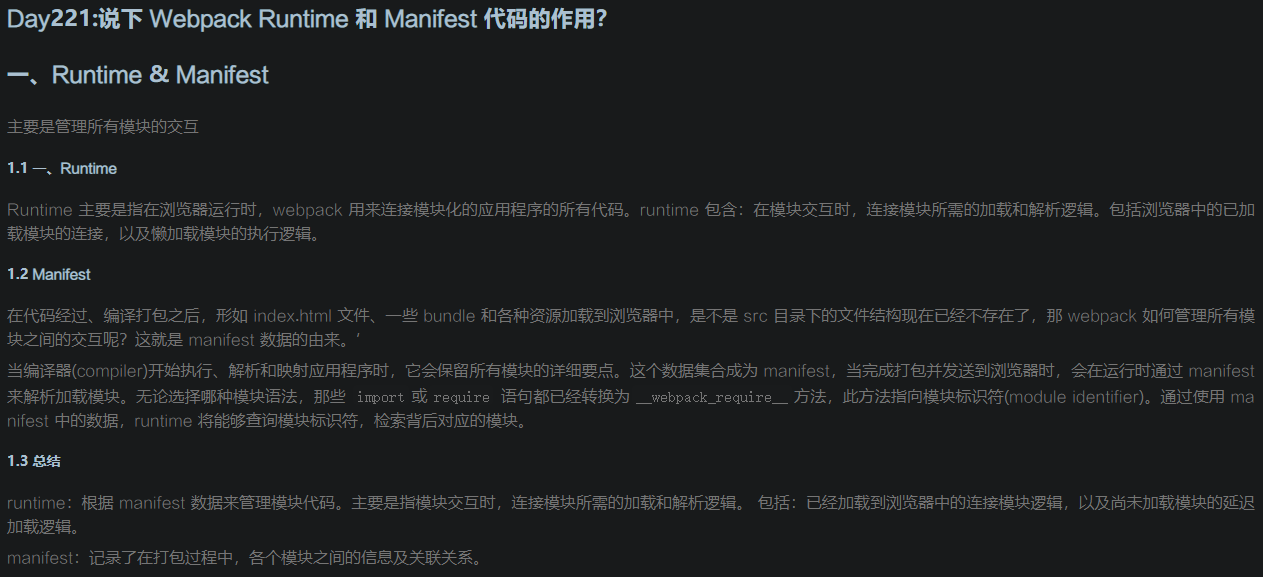 Day221:说下 Webpack Runtime 和 Manifest 代码的作用?
一、Runtime & Manifest
主要是管理所有模块的交互
1.1 一、Runtime
Runtime 主要是指在浏览器运行时，webpack 用来连接模块化的应用程序的所有代码。runtime 包含：在模块交互时，连接模块所需的加载和解析逻辑。包括浏览器中的已加
载模块的连接，以及懒加载模块的执行逻辑。
1.2 Manifest
在代码经过、编译打包之后，形如 index.html 文件、一些 bundle 和各种资源加载到浏览器中，是不是 src 目录下的文件结构现在已经不存在了，那 webpack 如何管理所有模
块之间的交互呢？这就是 manifest 数据的由来。′
当编译器(compiler)开始执行、解析和映射应用程序时，它会保留所有模块的详细要点。这个数据集合成为 manifest，当完成打包并发送到浏览器时，会在运行时通过 manifest
来解析加载模块。无论选择哪种模块语法，那些 import 或 require 语句都已经转换为 __webpack_require__ 方法，此方法指向模块标识符(module identifier)。通过使用 ma
nifest 中的数据，runtime 将能够查询模块标识符，检索背后对应的模块。
1.3 总结
runtime：根据 manifest 数据来管理模块代码。主要是指模块交互时，连接模块所需的加载和解析逻辑。 包括：已经加载到浏览器中的连接模块逻辑，以及尚未加载模块的延迟
加载逻辑。
manifest：记录了在打包过程中，各个模块之间的信息及关联关系。